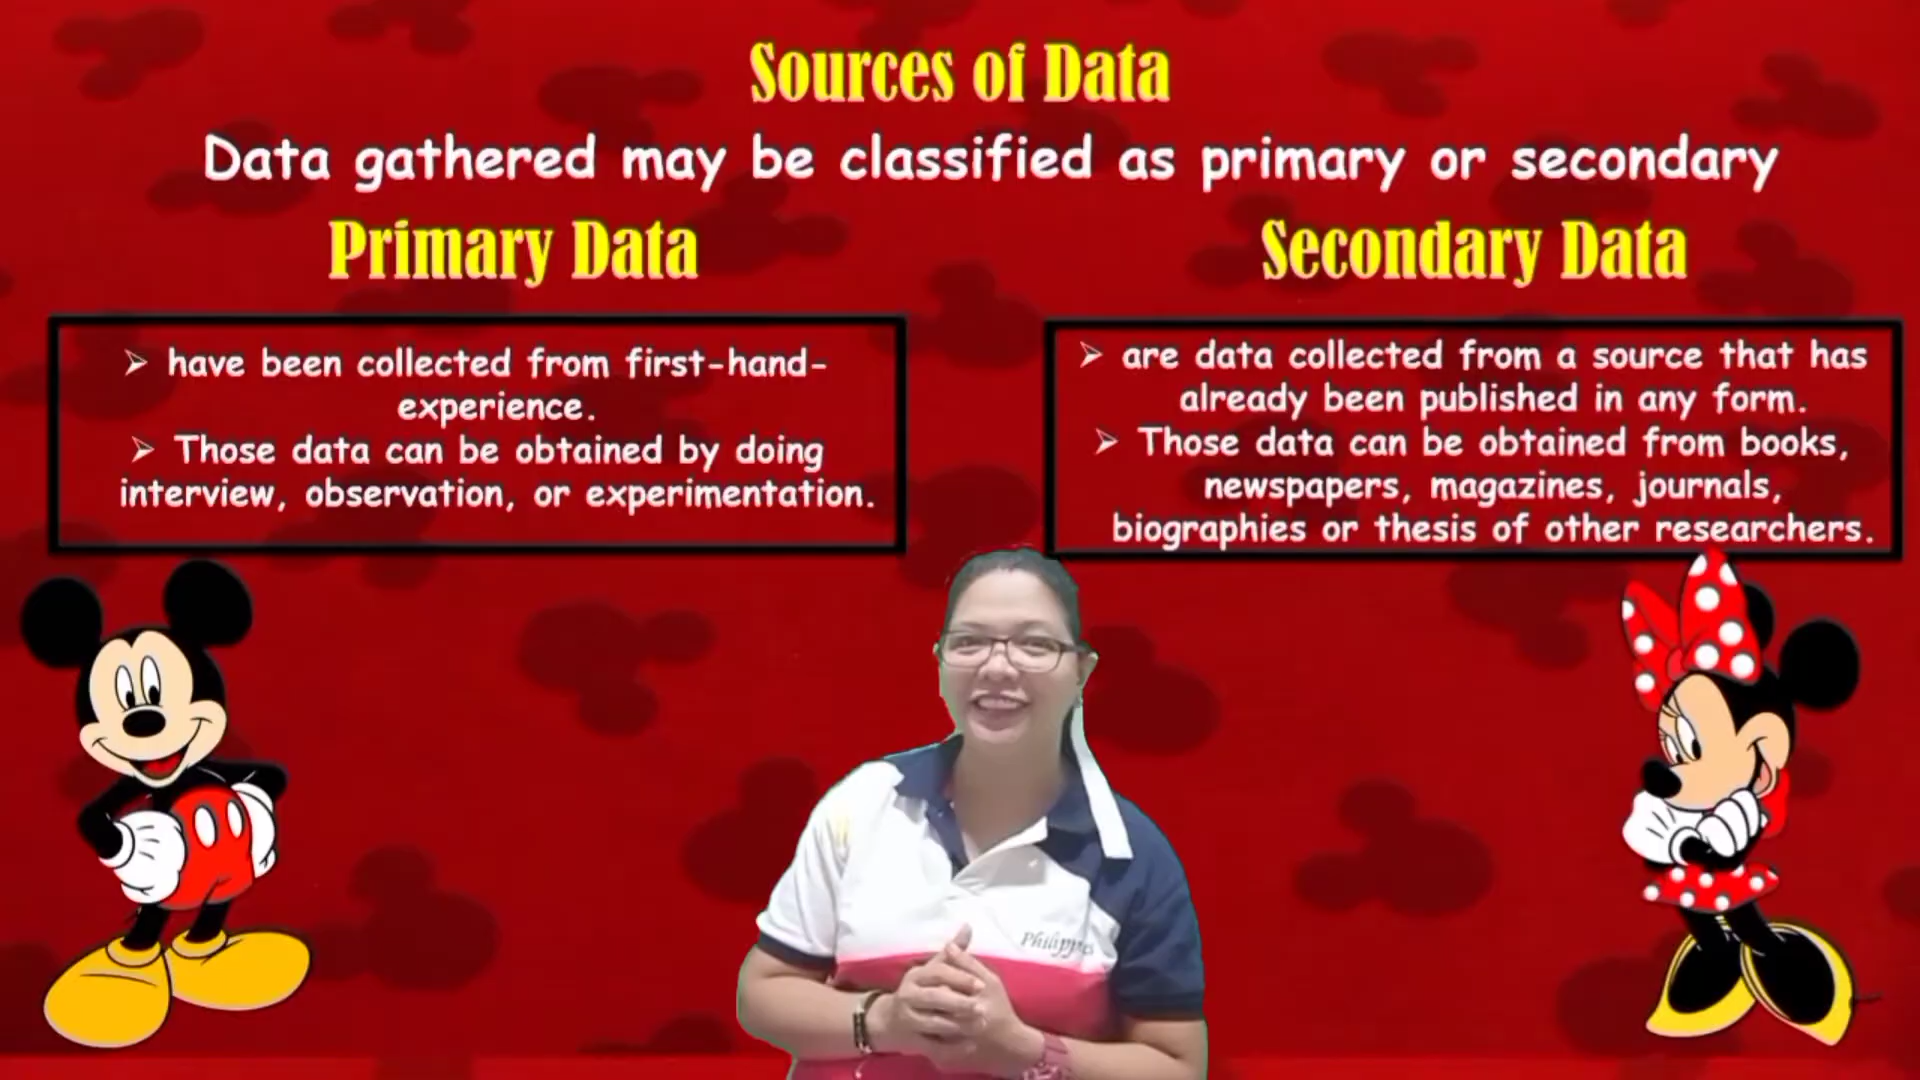 Sources of Data
Data gathered may be classified as primary or secondary
Primary Data
➢ have been collected from first-hand-
experience.
➢ Those data can be obtained by doing
interview, observation, or experimentation.
Secondary Data
➢ are data collected from a source that has
already been published in any form.
➢ Those data can be obtained from books,
newspapers, magazines, journals,
biographies or thesis of other researchers.